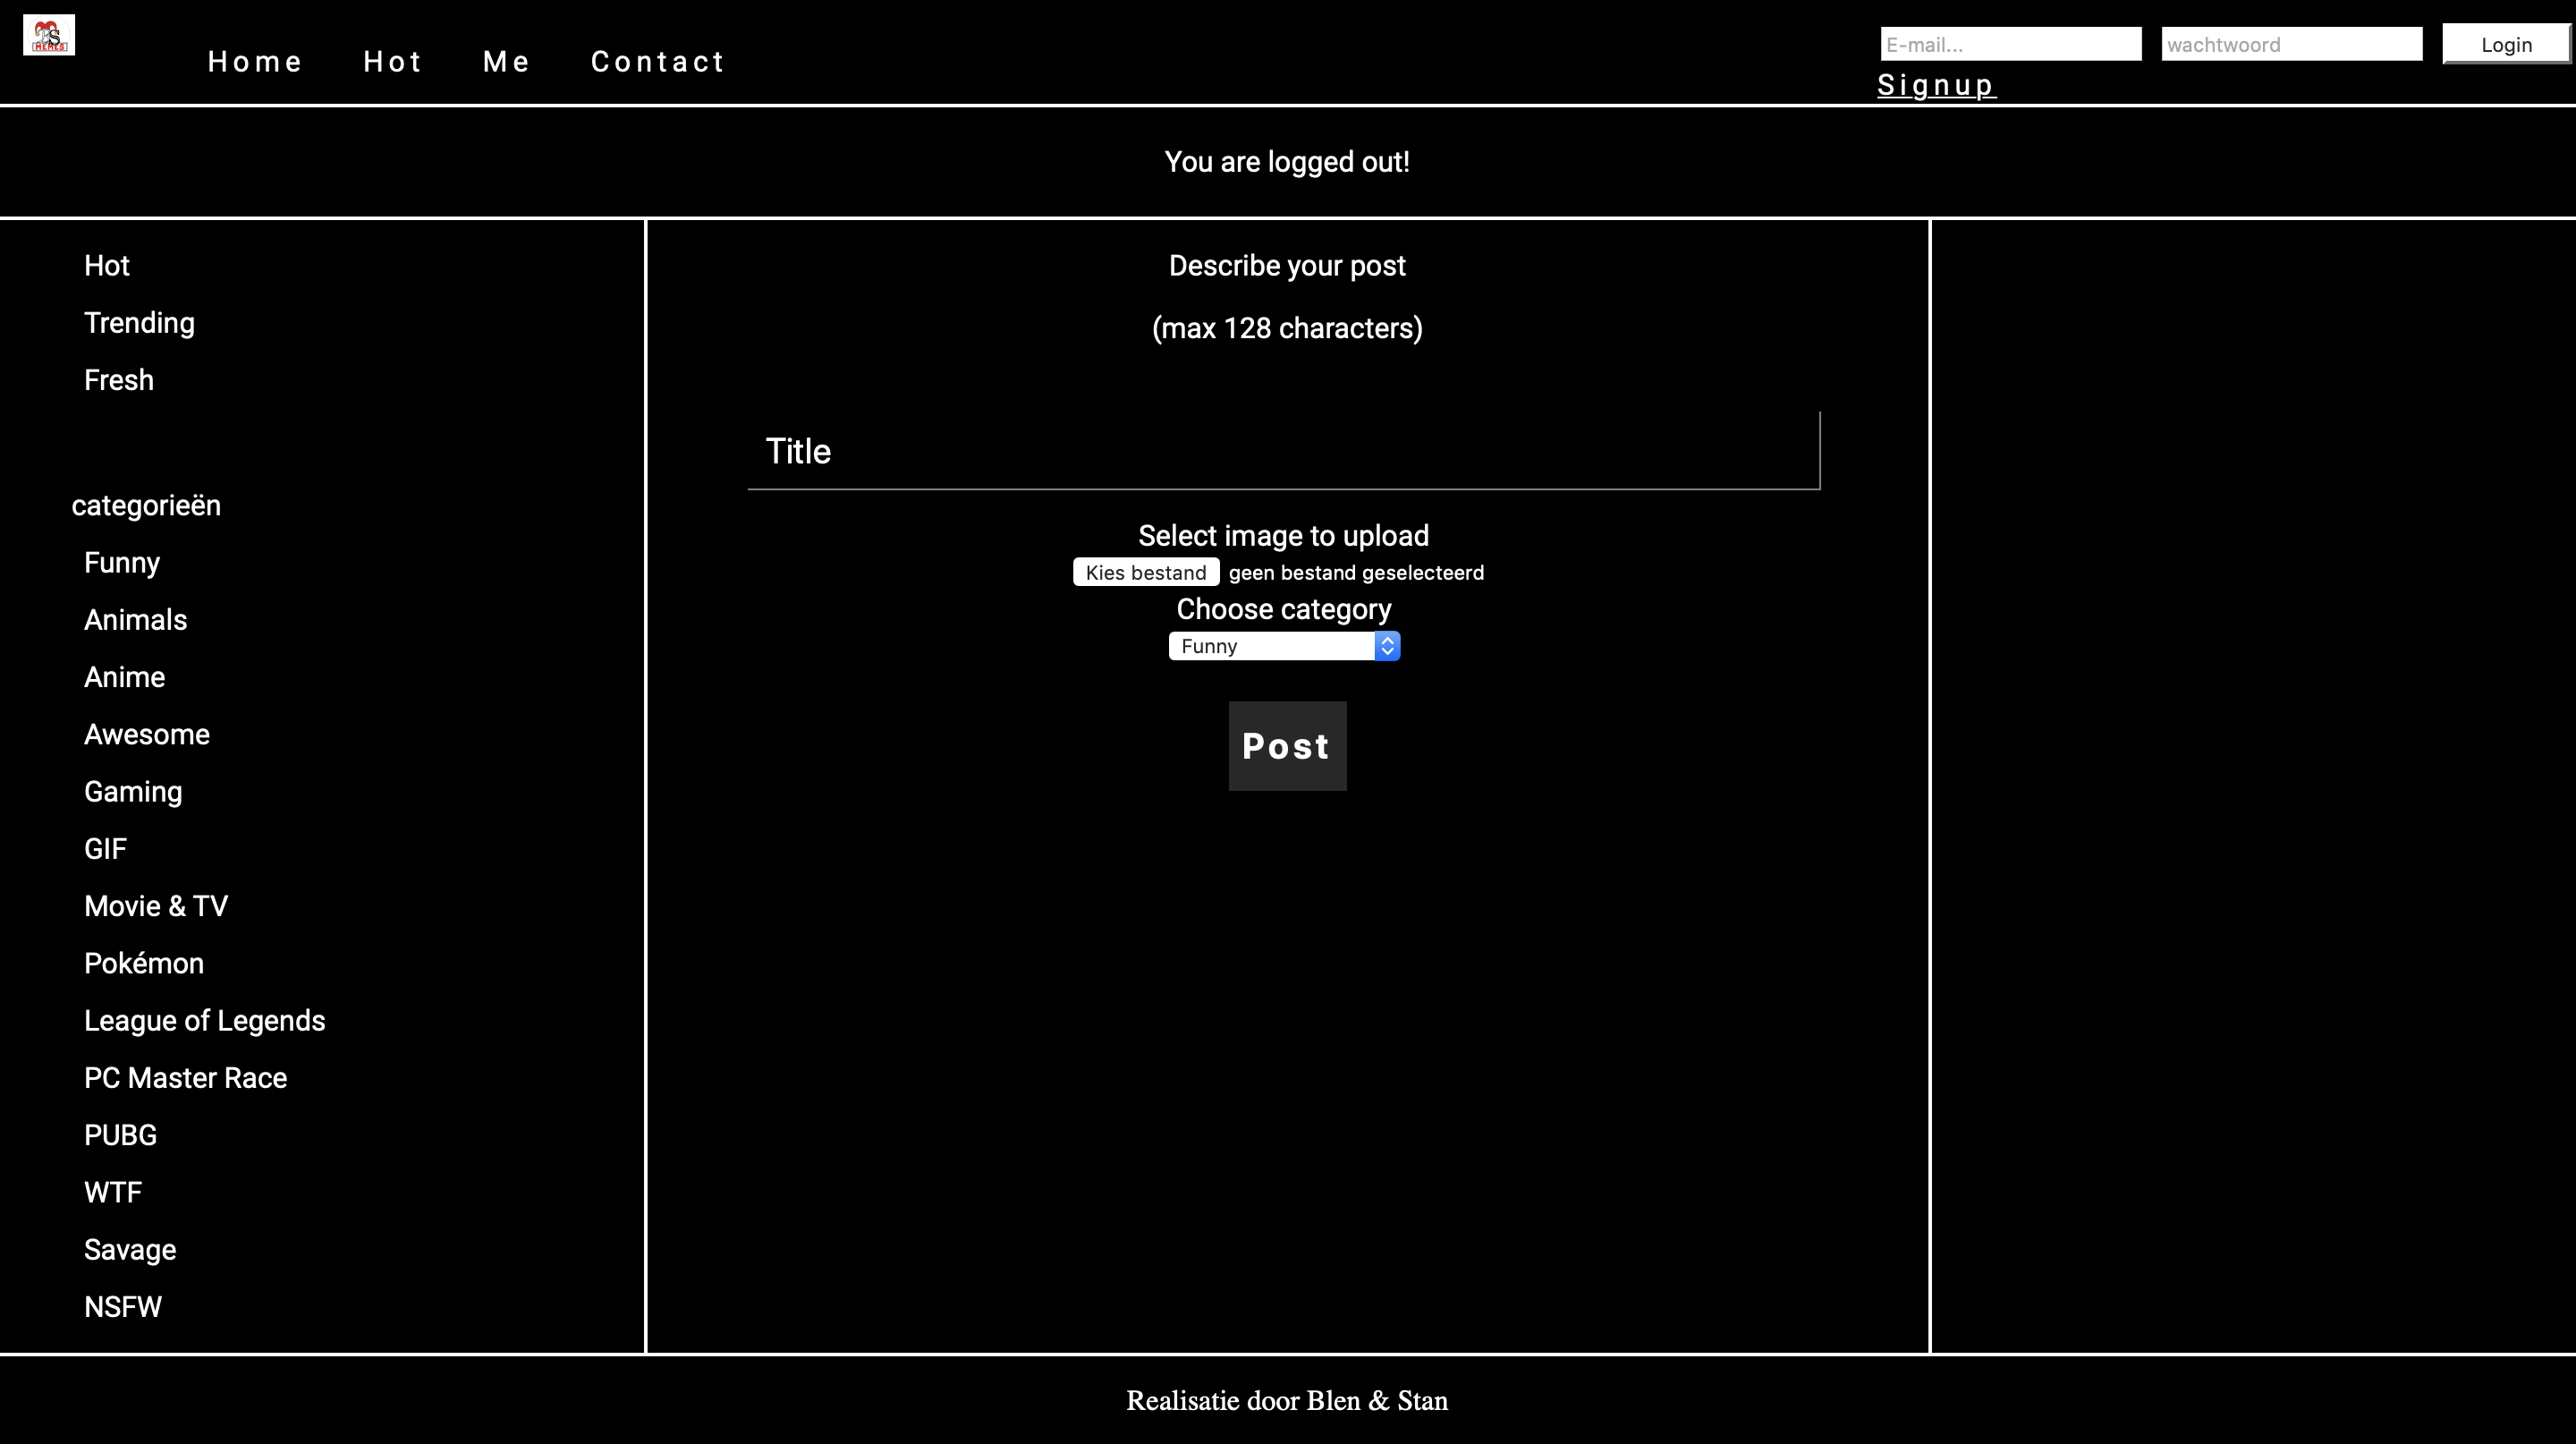 MEMES
Home Hot Me Contact
E-mail... wachtwoord Login
Signup
You are logged out!
Hot
Trending
Fresh
categorieën
Funny
Animals
Anime
Awesome
Gaming
GIF
Movie & TV
Pokémon
League of Legends
PC Master Race
PUBG
WTF
Savage
NSFW
Describe your post
(max 128 characters)
Title
Select image to upload
Kies bestand geen bestand geselecteerd
Choose category
Funny
Post
Realisatie door Blen & Stan